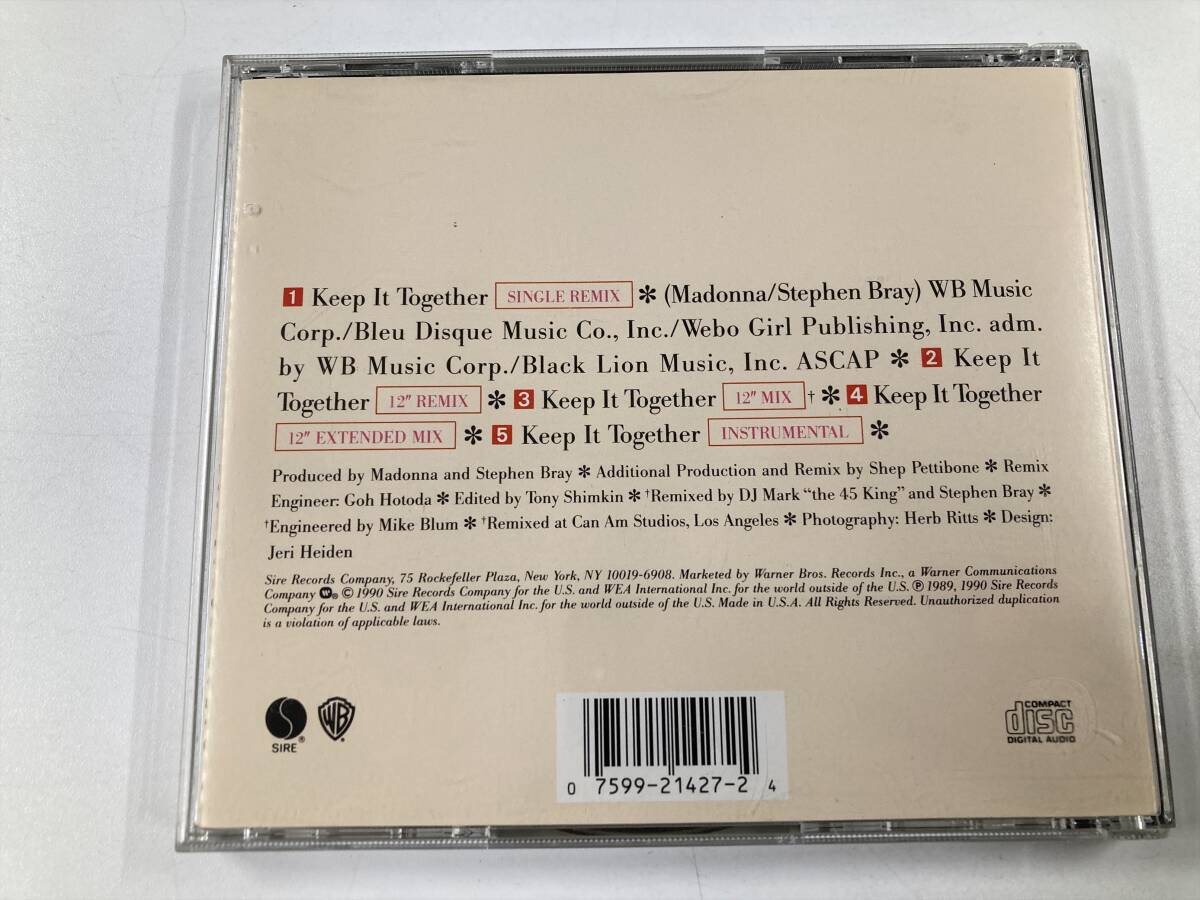 1 Keep It Together SINGLE REMIX ✻ (Madonna/Stephen Bray) WB Music
Corp./Bleu Disque Music Co., Inc./Webo Girl Publishing, Inc. adm.
by WB Music Corp./Black Lion Music, Inc. ASCAP ✻ 2 Keep It
Together 12″ REMIX ✻ 3 Keep It Together 12″ MIX † ✻ 4 Keep It Together
12″ EXTENDED MIX ✻ 5 Keep It Together INSTRUMENTAL ✻
Produced by Madonna and Stephen Bray ✻ Additional Production and Remix by Shep Pettibone ✻ Remix
Engineer: Goh Hotoda ✻ Edited by Tony Shimkin ✻ †Remixed by DJ Mark “the 45 King” and Stephen Bray ✻
†Engineered by Mike Blum ✻ †Remixed at Can Am Studios, Los Angeles ✻ Photography: Herb Ritts ✻ Design:
Jeri Heiden
Sire Records Company, 75 Rockefeller Plaza, New York, NY 10019-6908. Marketed by Warner Bros. Records Inc., a Warner Communications
Company W ® © 1990 Sire Records Company for the U.S. and WEA International Inc. for the world outside of the U.S. ℗ 1989, 1990 Sire Records
Company for the U.S. and WEA International Inc. for the world outside of the U.S. Made in U.S.A. All Rights Reserved. Unauthorized duplication
is a violation of applicable laws.
SIRE ®
WB ®
0 7599-21427-2 4
COMPACT
disc
DIGITAL AUDIO